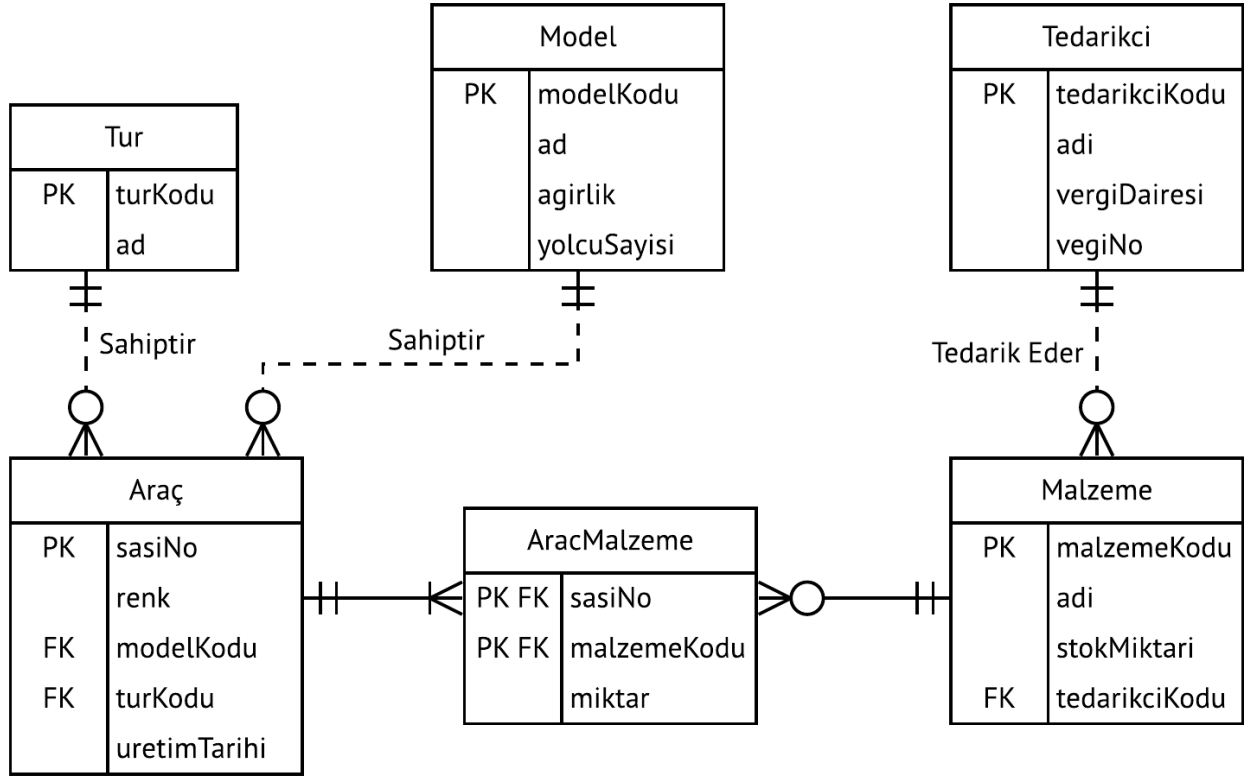 Model
PK modelKodu
ad
agirlik
yolcuSayisi
Tedarikci
PK tedarikciKodu
adi
vergiDairesi
vegiNo
Tur
PK turKodu
ad
Sahiptir
Sahiptir
Tedarik Eder
Araç
PK sasiNo
renk
FK modelKodu
FK turKodu
uretimTarihi
AracMalzeme
PK FK sasiNo
PK FK malzemeKodu
miktar
Malzeme
PK malzemeKodu
adi
stokMiktari
FK tedarikciKodu